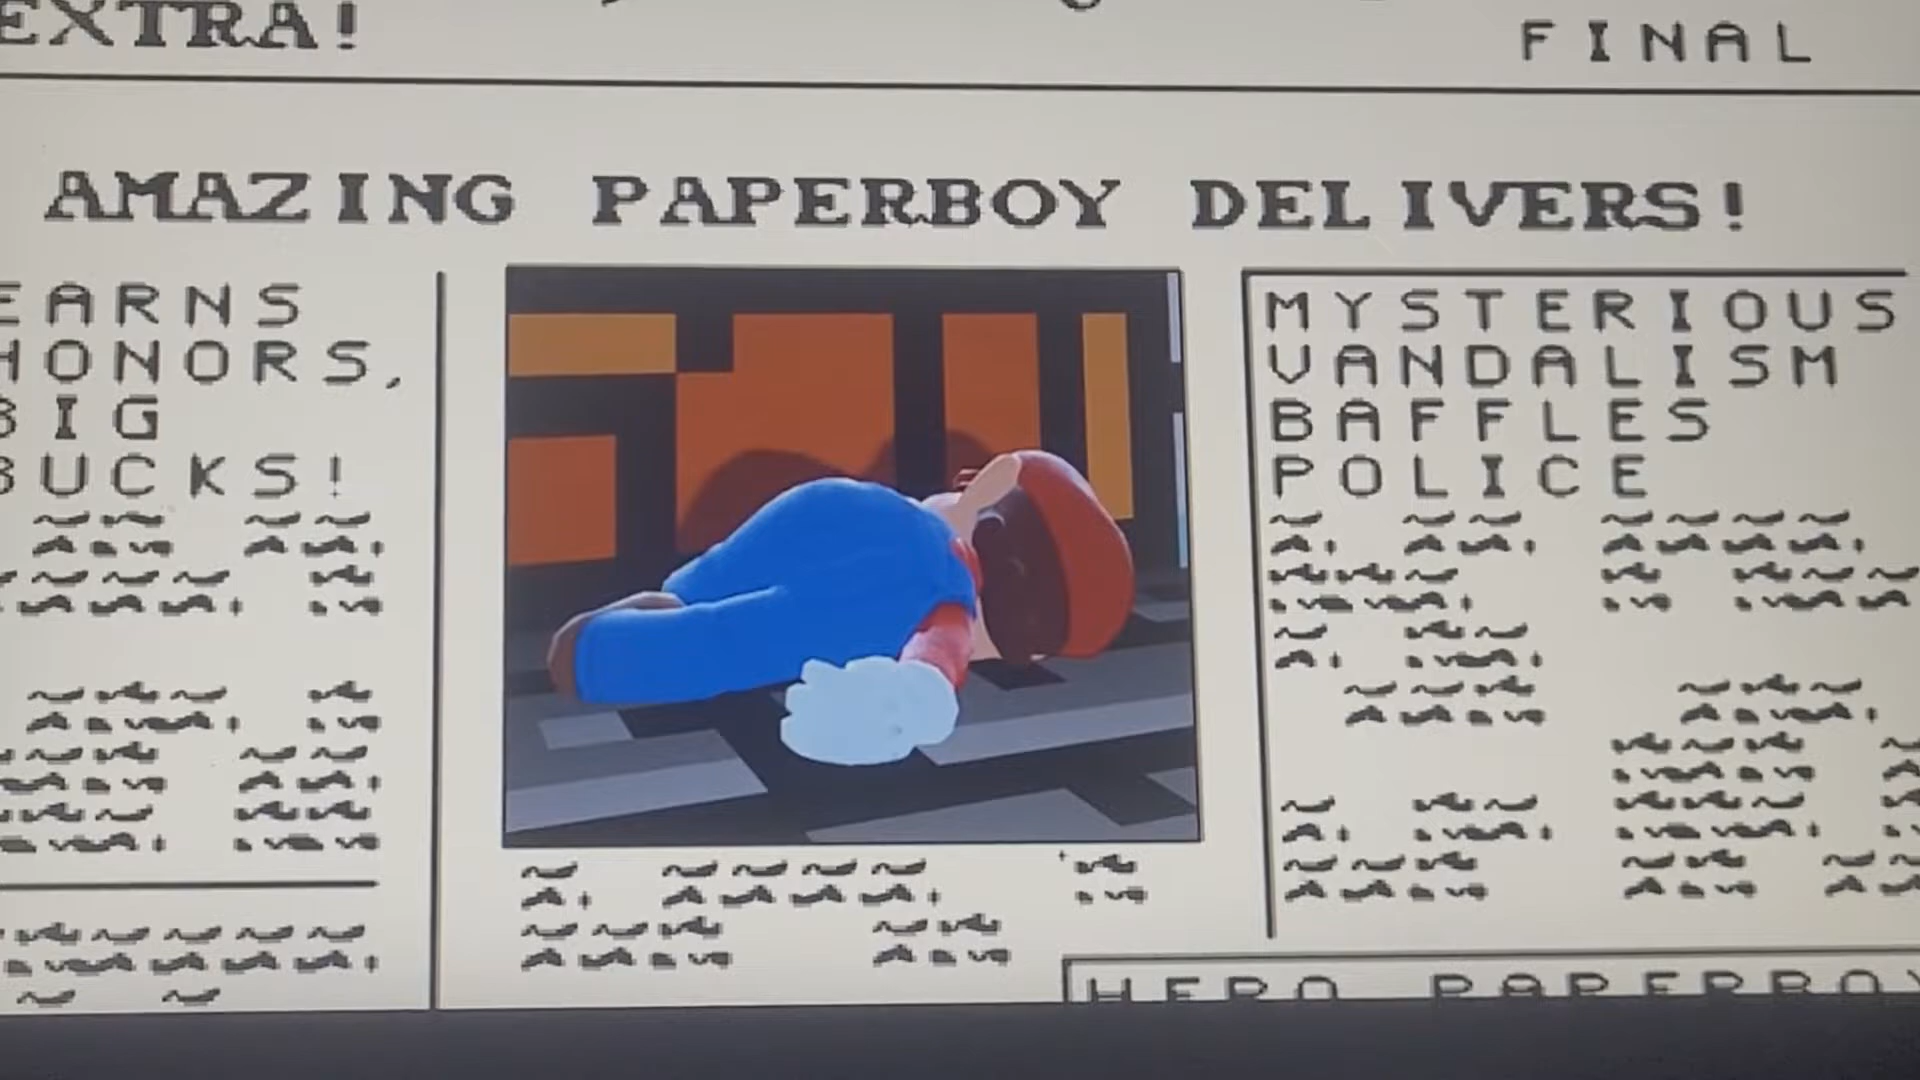 EXTRA!
FINAL
AMAZING PAPERBOY DELIVERS!
EARNS
HONORS,
BIG
BUCKS!
MYSTERIOUS
VANDALISM
BAFFLES
POLICE
HERO PAPERBOY